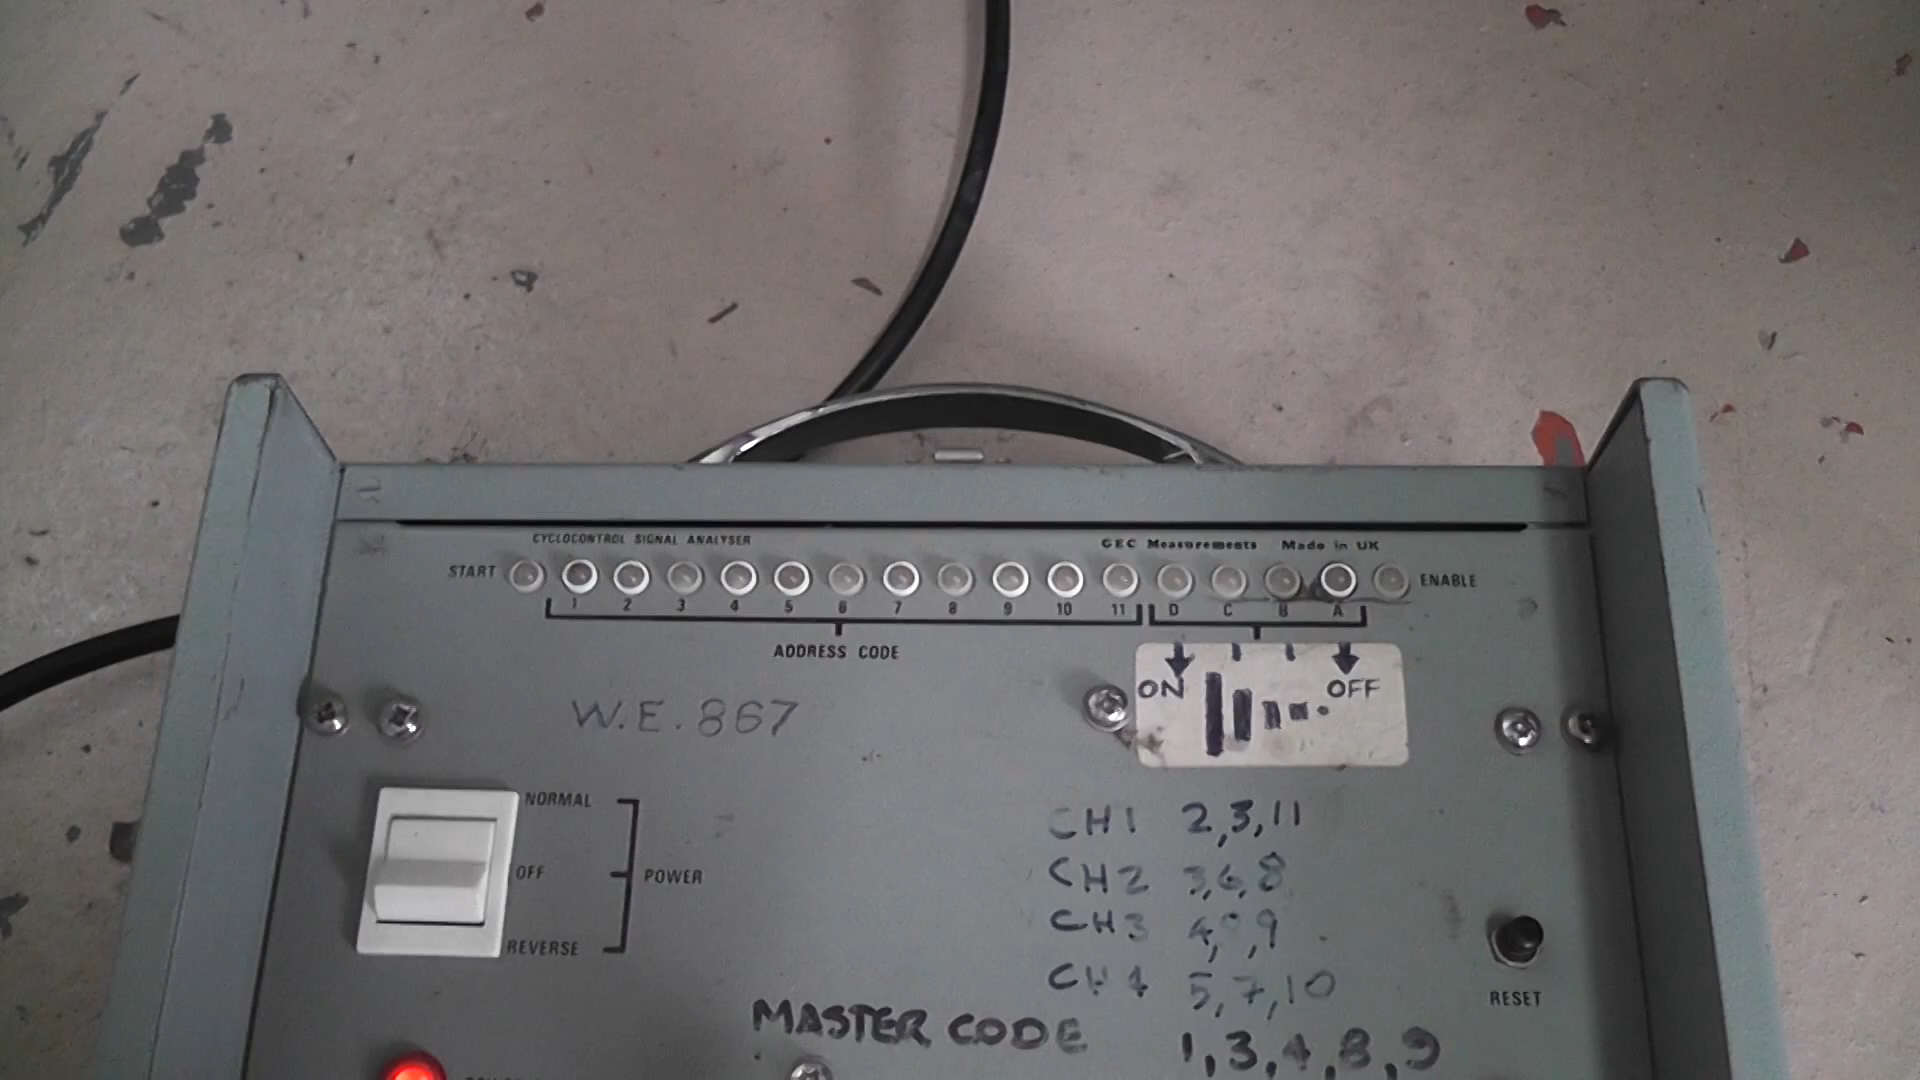 CYCLOCONTROL SIGNAL ANALYSER GEC Measurements Made in UK
START ENABLE
1 2 3 4 5 6 7 8 9 10 11 D C B A
ADDRESS CODE
ON OFF
W.E. 867
NORMAL
OFF
POWER
REVERSE
CH1 2,3,11
CH2 3,6,8
CH3 4, ,9
CH4 5,7,10
RESET
MASTER CODE 1,3,4,8,9